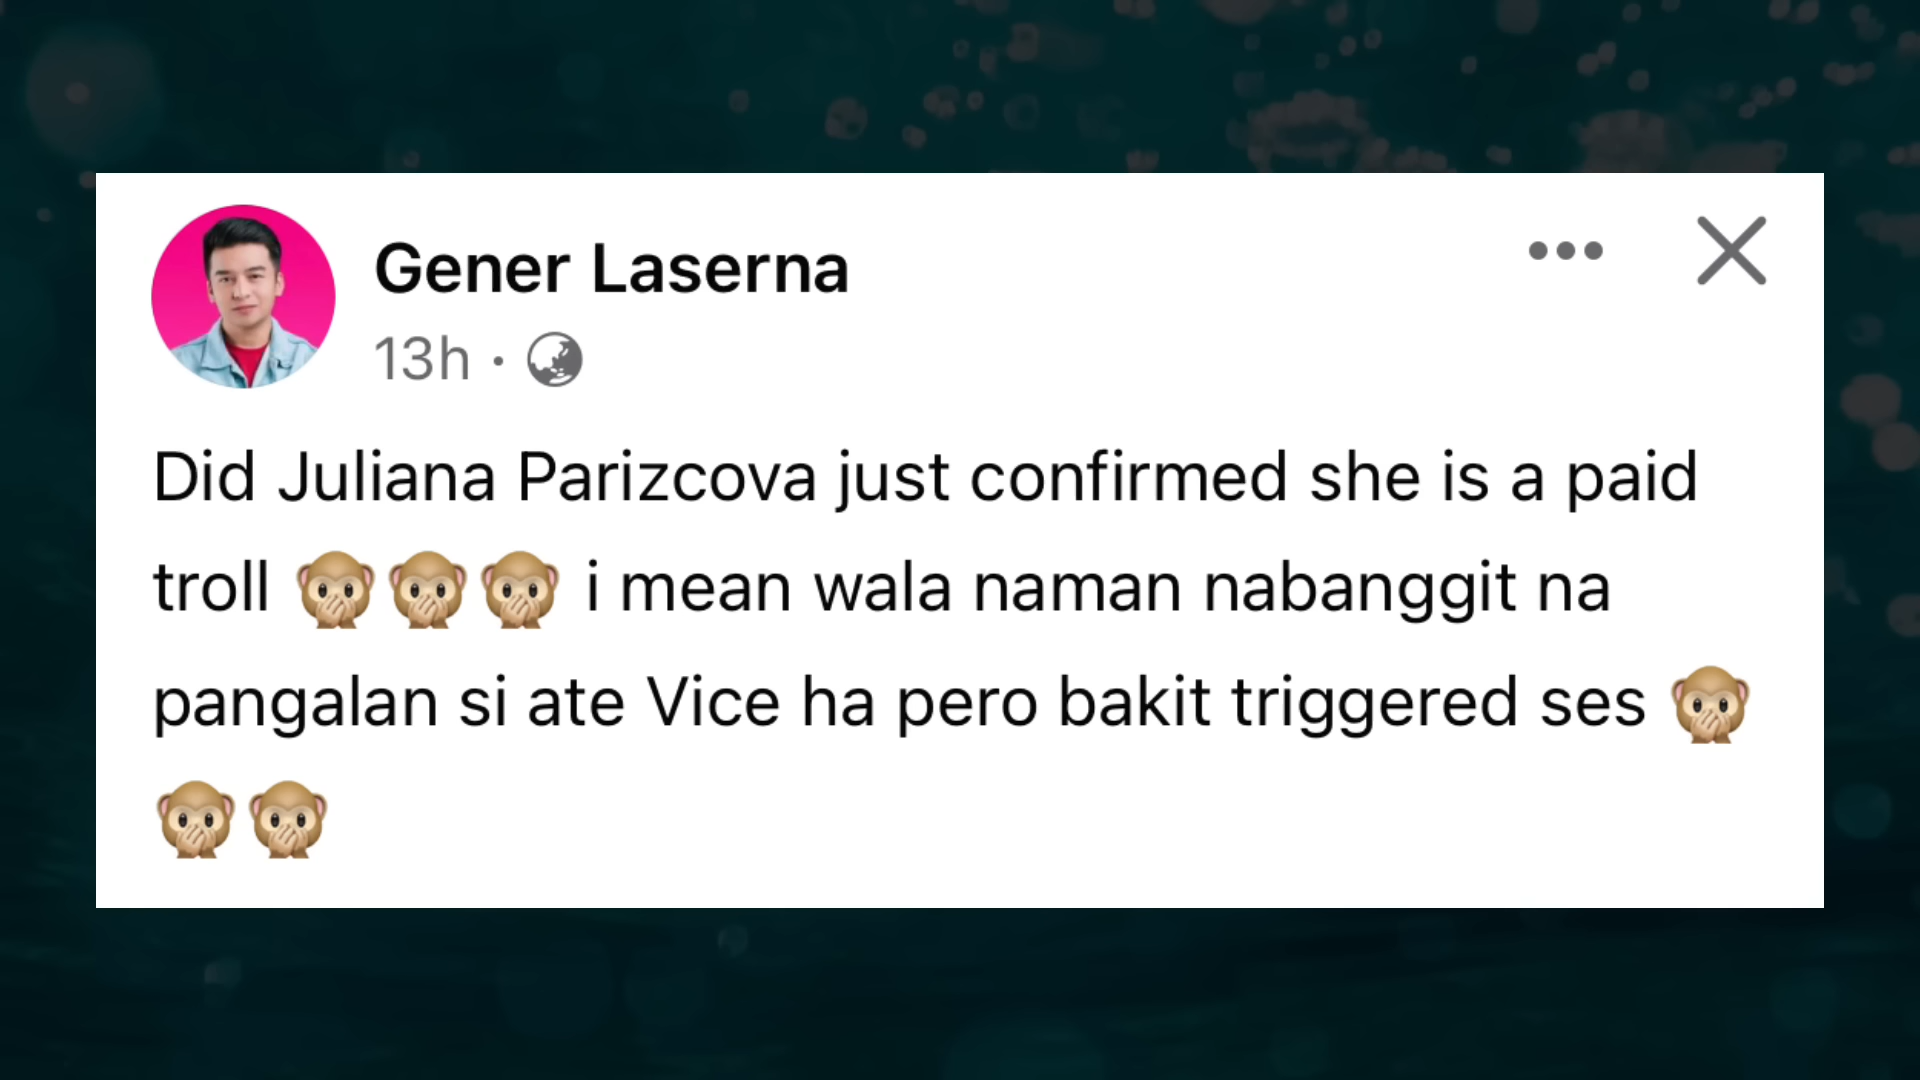 Gener Laserna
13h ·
Did Juliana Parizcova just confirmed she is a paid
troll 🙊🙊🙊 i mean wala naman nabanggit na
pangalan si ate Vice ha pero bakit triggered ses 🙊
🙊🙊